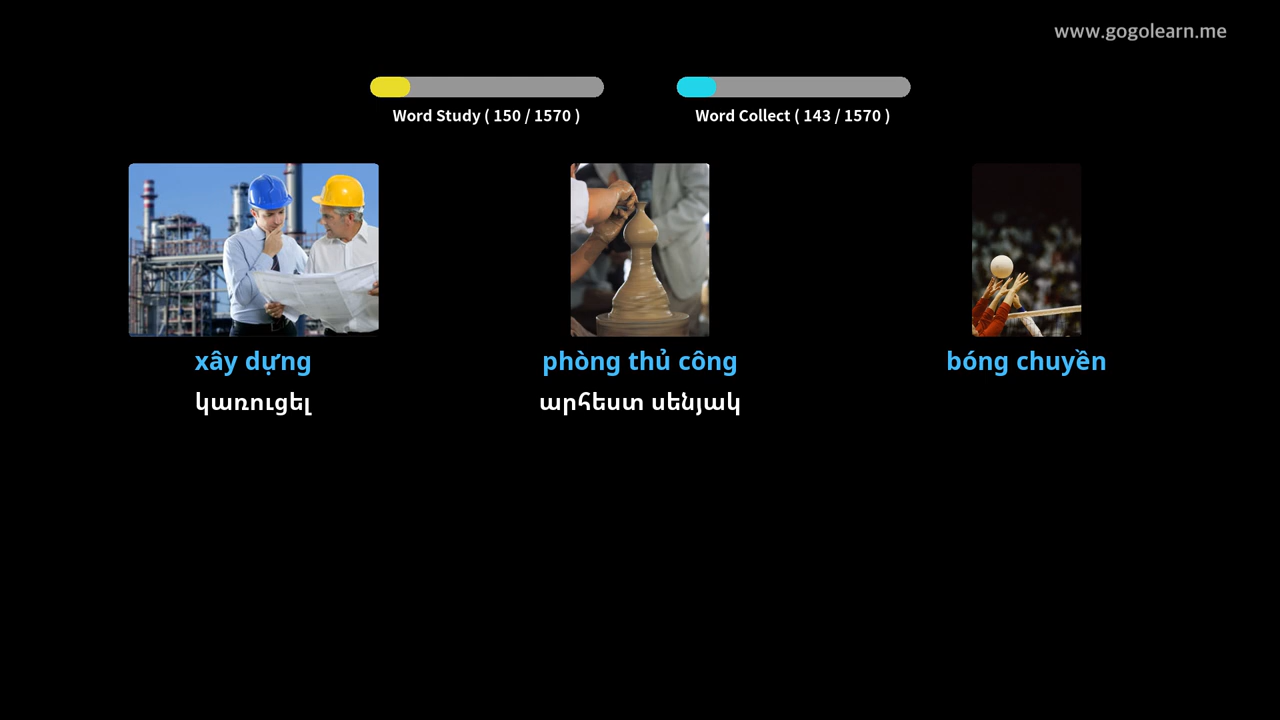 www.gogolearn.me
Word Study ( 150 / 1570 )
Word Collect ( 143 / 1570 )
xây dựng
phòng thủ công
bóng chuyền
կառուցել
արհեստ սենյակ